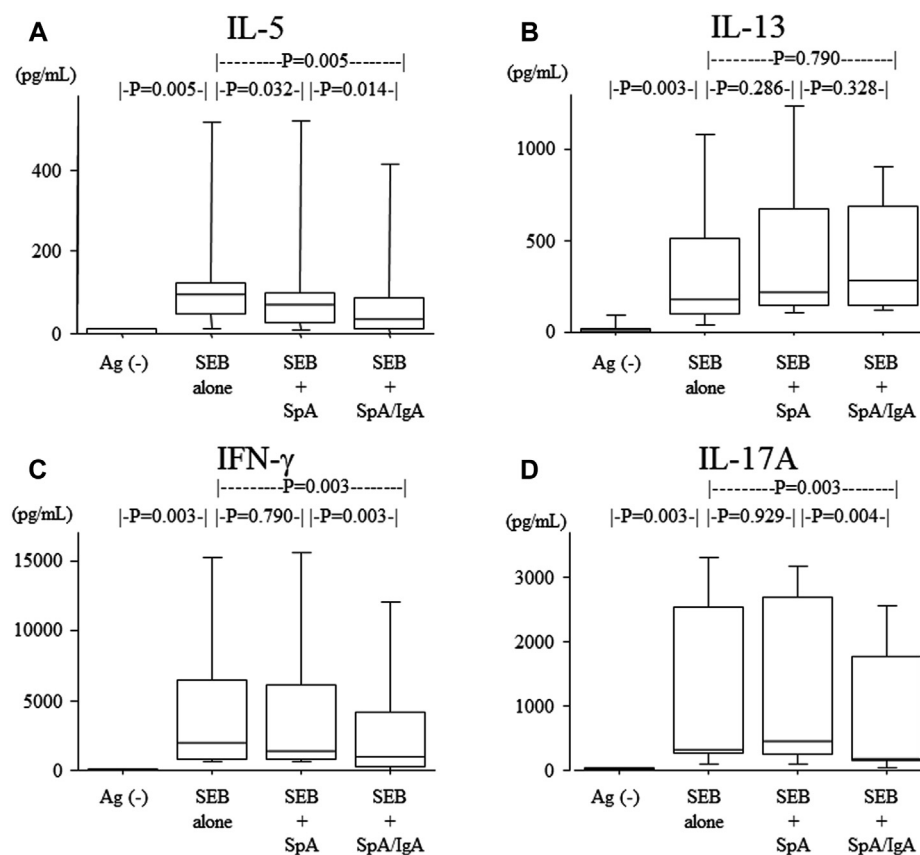 A IL-5
(pg/mL)
|---------P=0.005-------|
|-P=0.005-| |-P=0.032-| |-P=0.014-|
400
200
0
Ag (-) SEB SEB SEB
alone + +
SpA SpA/IgA
B IL-13
(pg/mL)
|---------------P=0.790-------|
|-P=0.003-| |-P=0.286-| |-P=0.328-|
1000
500
0
Ag (-) SEB SEB SEB
alone + +
SpA SpA/IgA
C IFN-γ
(pg/mL)
|---------P=0.003-------|
|-P=0.003-| |-P=0.790-| |-P=0.003-|
15000
10000
5000
0
Ag (-) SEB SEB SEB
alone + +
SpA SpA/IgA
D IL-17A
(pg/mL)
|---------P=0.003-------|
|-P=0.003-| |-P=0.929-| |-P=0.004-|
3000
2000
1000
0
Ag (-) SEB SEB SEB
alone + +
SpA SpA/IgA